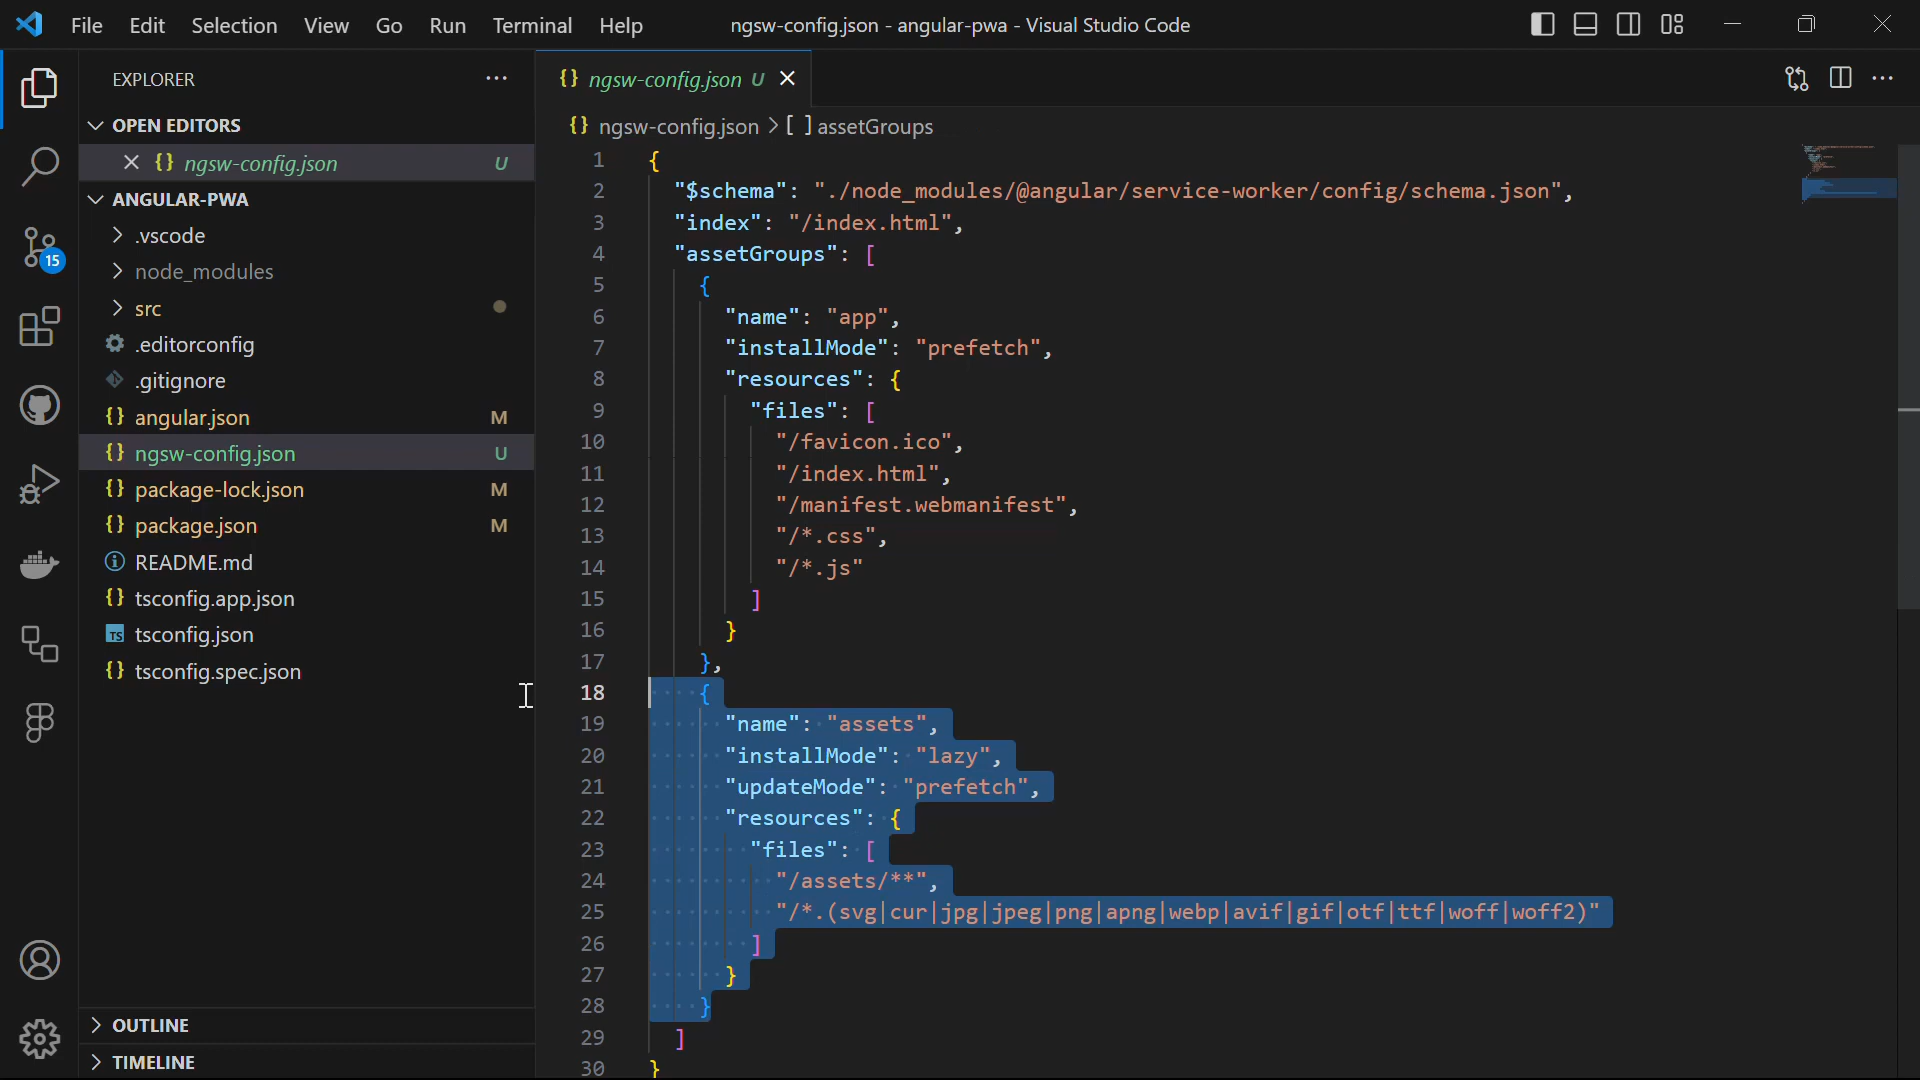 File Edit Selection View Go Run Terminal Help
ngsw-config.json - angular-pwa - Visual Studio Code
EXPLORER
OPEN EDITORS
{} ngsw-config.json U
ANGULAR-PWA
.vscode
node_modules
src
.editorconfig
.gitignore
{} angular.json M
{} ngsw-config.json U
{} package-lock.json M
{} package.json M
README.md
{} tsconfig.app.json
TS tsconfig.json
{} tsconfig.spec.json
OUTLINE
TIMELINE
15
{} ngsw-config.json U
{} ngsw-config.json > [ ] assetGroups
1 {
2 "$schema": "./node_modules/@angular/service-worker/config/schema.json",
3 "index": "/index.html",
4 "assetGroups": [
5 {
6 "name": "app",
7 "installMode": "prefetch",
8 "resources": {
9 "files": [
10 "/favicon.ico",
11 "/index.html",
12 "/manifest.webmanifest",
13 "/*.css",
14 "/*.js"
15 ]
16 }
17 },
18 {
19 "name": "assets",
20 "installMode": "lazy",
21 "updateMode": "prefetch",
22 "resources": {
23 "files": [
24 "/assets/**",
25 "/*.(svg|cur|jpg|jpeg|png|apng|webp|avif|gif|otf|ttf|woff|woff2)"
26 ]
27 }
28 }
29 ]
30 }